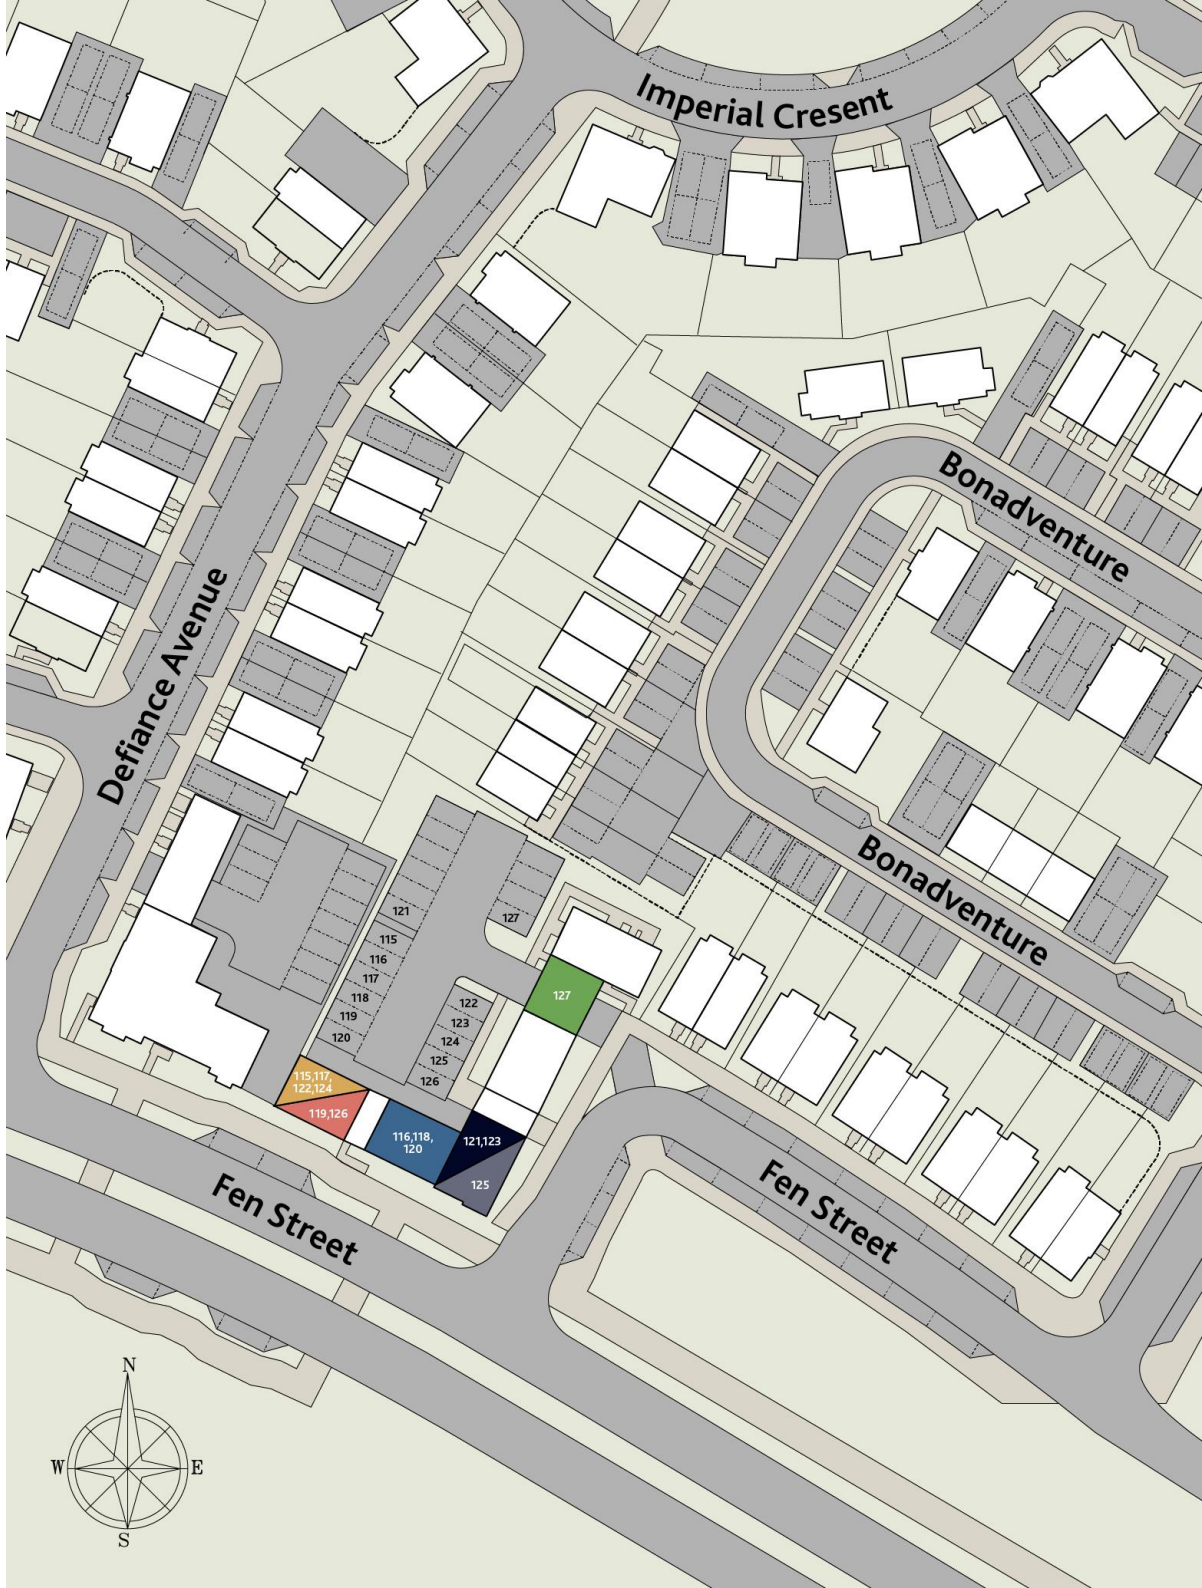 Imperial Cresent
Bonadventure
Defiance Avenue
Bonadventure
121
127
115
116
117
118
119
120
122
123
124
125
126
127
115,117,
122,124
119,126
116,118,
120
121,123
125
Fen Street
Fen Street
N
W
E
S